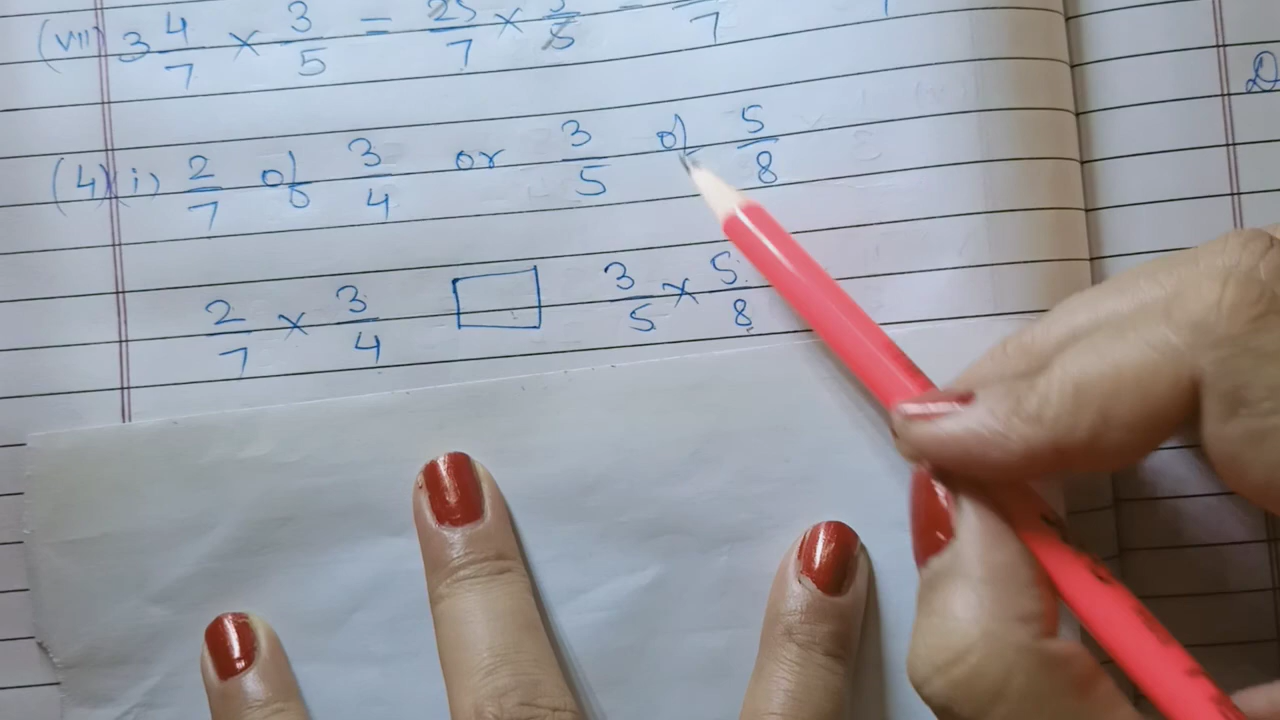 (vii) 3 4/7 × 3/5 = 25/7 × 3/5 = /7
(4) i) 2/7 of 3/4 or 3/5 of 5/8
2/7 × 3/4 □ 3/5 × 5/8